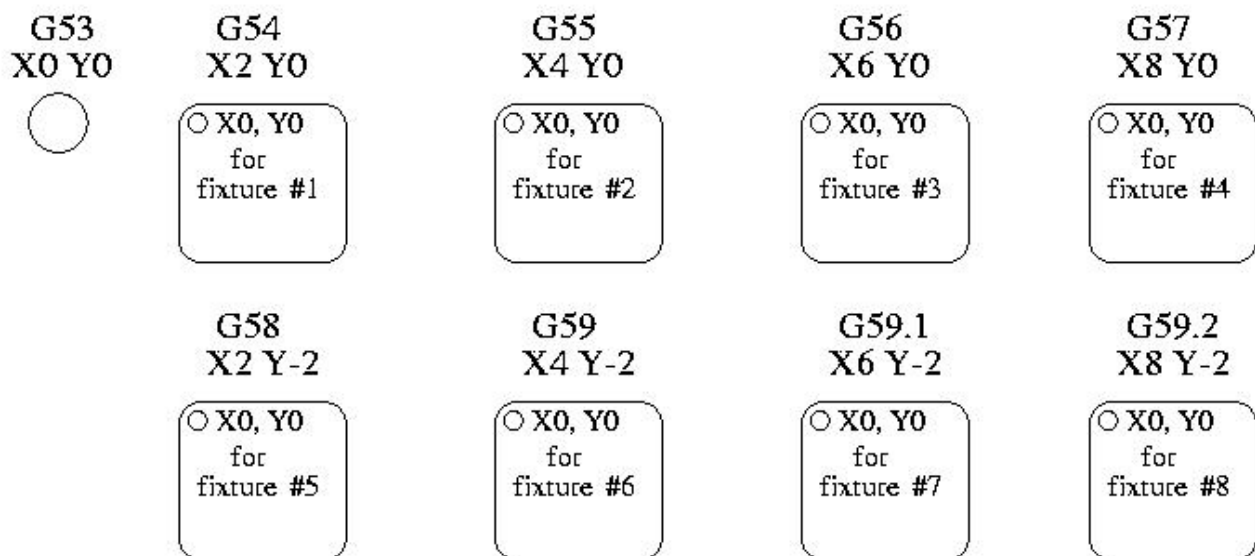 G53 G54 G55 G56 G57
X0 Y0 X2 Y0 X4 Y0 X6 Y0 X8 Y0
X0, Y0 X0, Y0 X0, Y0 X0, Y0
for for for for
fixture #1 fixture #2 fixture #3 fixture #4
G58 G59 G59.1 G59.2
X2 Y-2 X4 Y-2 X6 Y-2 X8 Y-2
X0, Y0 X0, Y0 X0, Y0 X0, Y0
for for for for
fixture #5 fixture #6 fixture #7 fixture #8